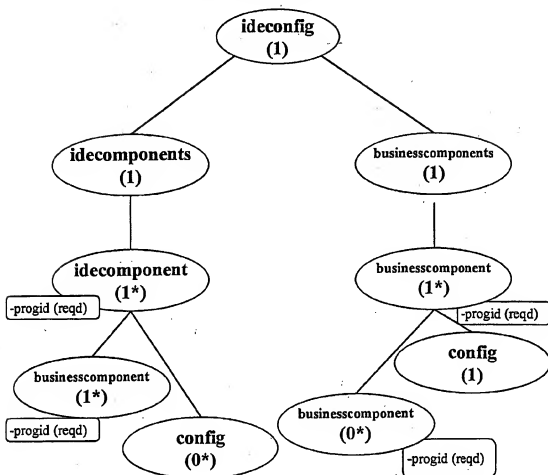 ideconfig
(1)
idecomponents
(1)
businesscomponents
(1)
idecomponent
(1*)
-progid (reqd)
businesscomponent
(1*)
-progid (reqd)
config
(1)
businesscomponent
(1*)
-progid (reqd)
config
(0*)
businesscomponent
(0*)
-progid (reqd)